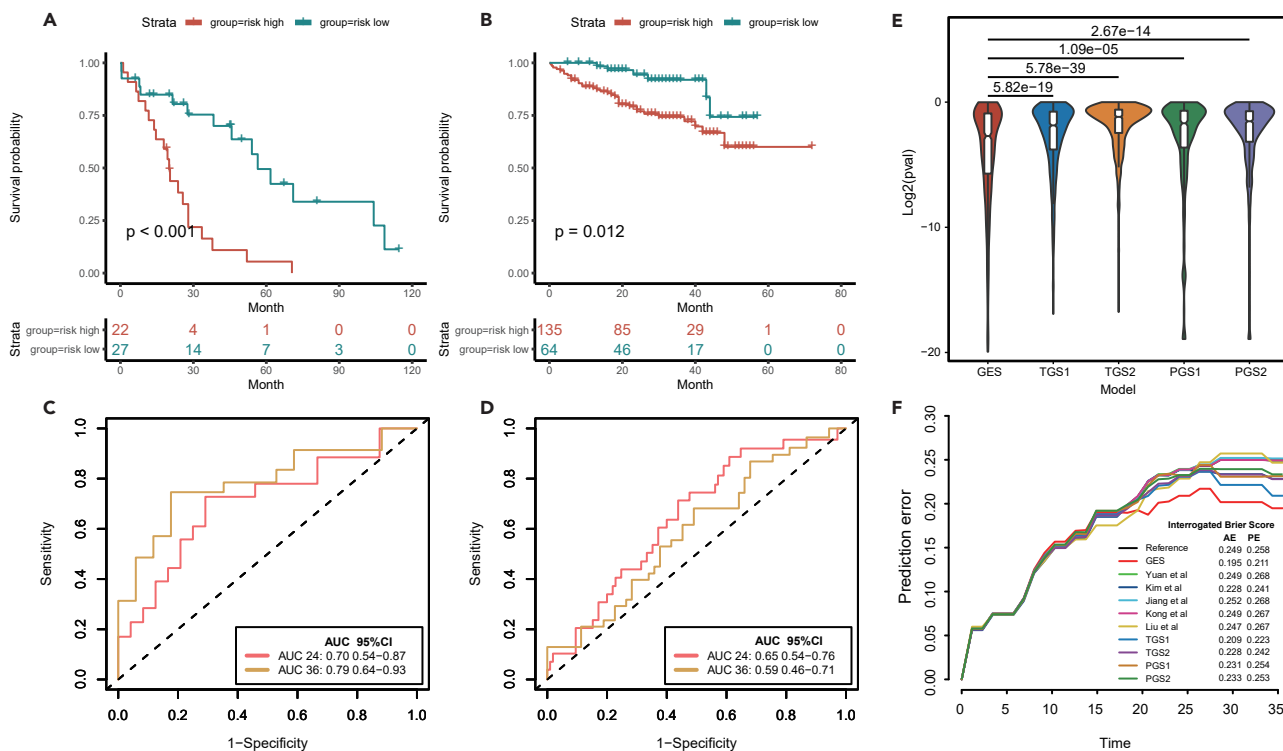 A
Strata group=risk high group=risk low
Survival probability
1.00
0.75
0.50
0.25
0.00
p < 0.001
0 30 60 90 120
Month
Strata
group=risk high 22 4 1 0 0
group=risk low 27 14 7 3 0
0 30 60 90 120
Month
B
Strata group=risk high group=risk low
Survival probability
1.00
0.75
0.50
0.25
0.00
p = 0.012
0 20 40 60 80
Month
Strata
group=risk high 135 85 29 1 0
group=risk low 64 46 17 0 0
0 20 40 60 80
Month
E
2.67e−14
1.09e−05
5.78e−39
5.82e−19
Log2(pval)
0
−10
−20
GES TGS1 TGS2 PGS1 PGS2
Model
C
Sensitivity
1.0
0.8
0.6
0.4
0.2
0.0
AUC 95%CI
AUC 24: 0.70 0.54−0.87
AUC 36: 0.79 0.64−0.93
0.0 0.2 0.4 0.6 0.8 1.0
1−Specificity
D
Sensitivity
1.0
0.8
0.6
0.4
0.2
0.0
AUC 95%CI
AUC 24: 0.65 0.54−0.76
AUC 36: 0.59 0.46−0.71
0.0 0.2 0.4 0.6 0.8 1.0
1−Specificity
F
Prediction error
0.30
0.25
0.20
0.15
0.10
0.05
0.00
Interrogated Brier Score
AE PE
Reference 0.249 0.258
GES 0.195 0.211
Yuan et al 0.249 0.268
Kim et al 0.228 0.241
Jiang et al 0.252 0.268
Kong et al 0.249 0.267
Liu et al 0.247 0.267
TGS1 0.209 0.223
TGS2 0.228 0.242
PGS1 0.231 0.254
PGS2 0.233 0.253
0 5 10 15 20 25 30 35
Time